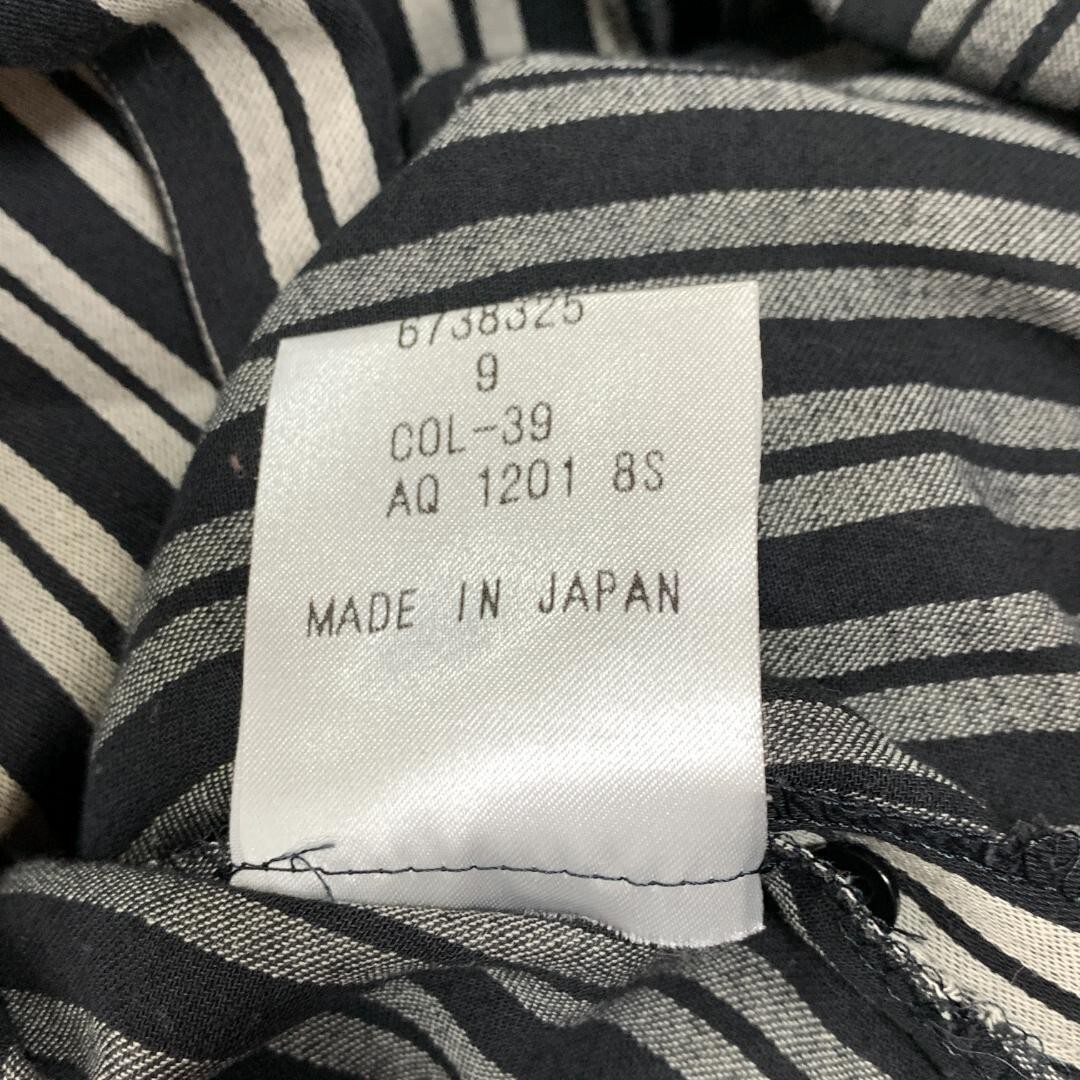 6738325
9
COL-39
AQ 1201 8S
MADE IN JAPAN